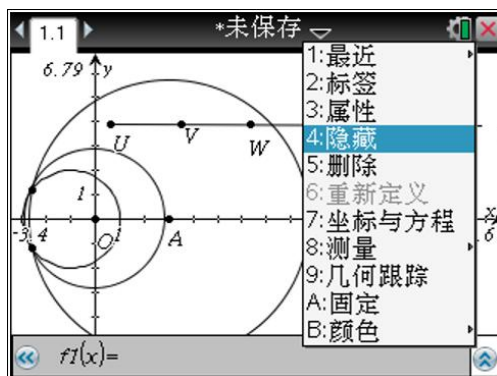 1.1
*未保存
6.79
y
1:最近
2:标签
3:属性
4:隐藏
5:删除
6:重新定义
7:坐标与方程
8:测量
9:几何跟踪
A:固定
B:颜色
U
V
W
1
O
1
A
x
6
f1(x)=